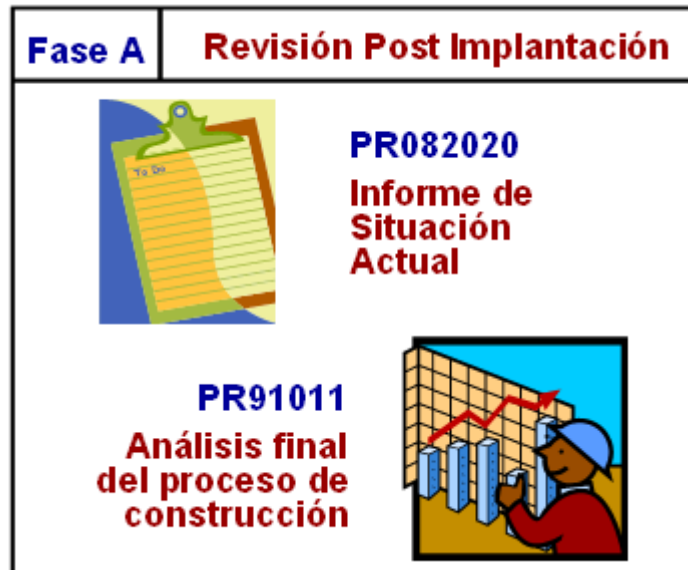 Fase A
Revisión Post Implantación
To Do
PR082020
Informe de
Situación
Actual
PR91011
Análisis final
del proceso de
construcción